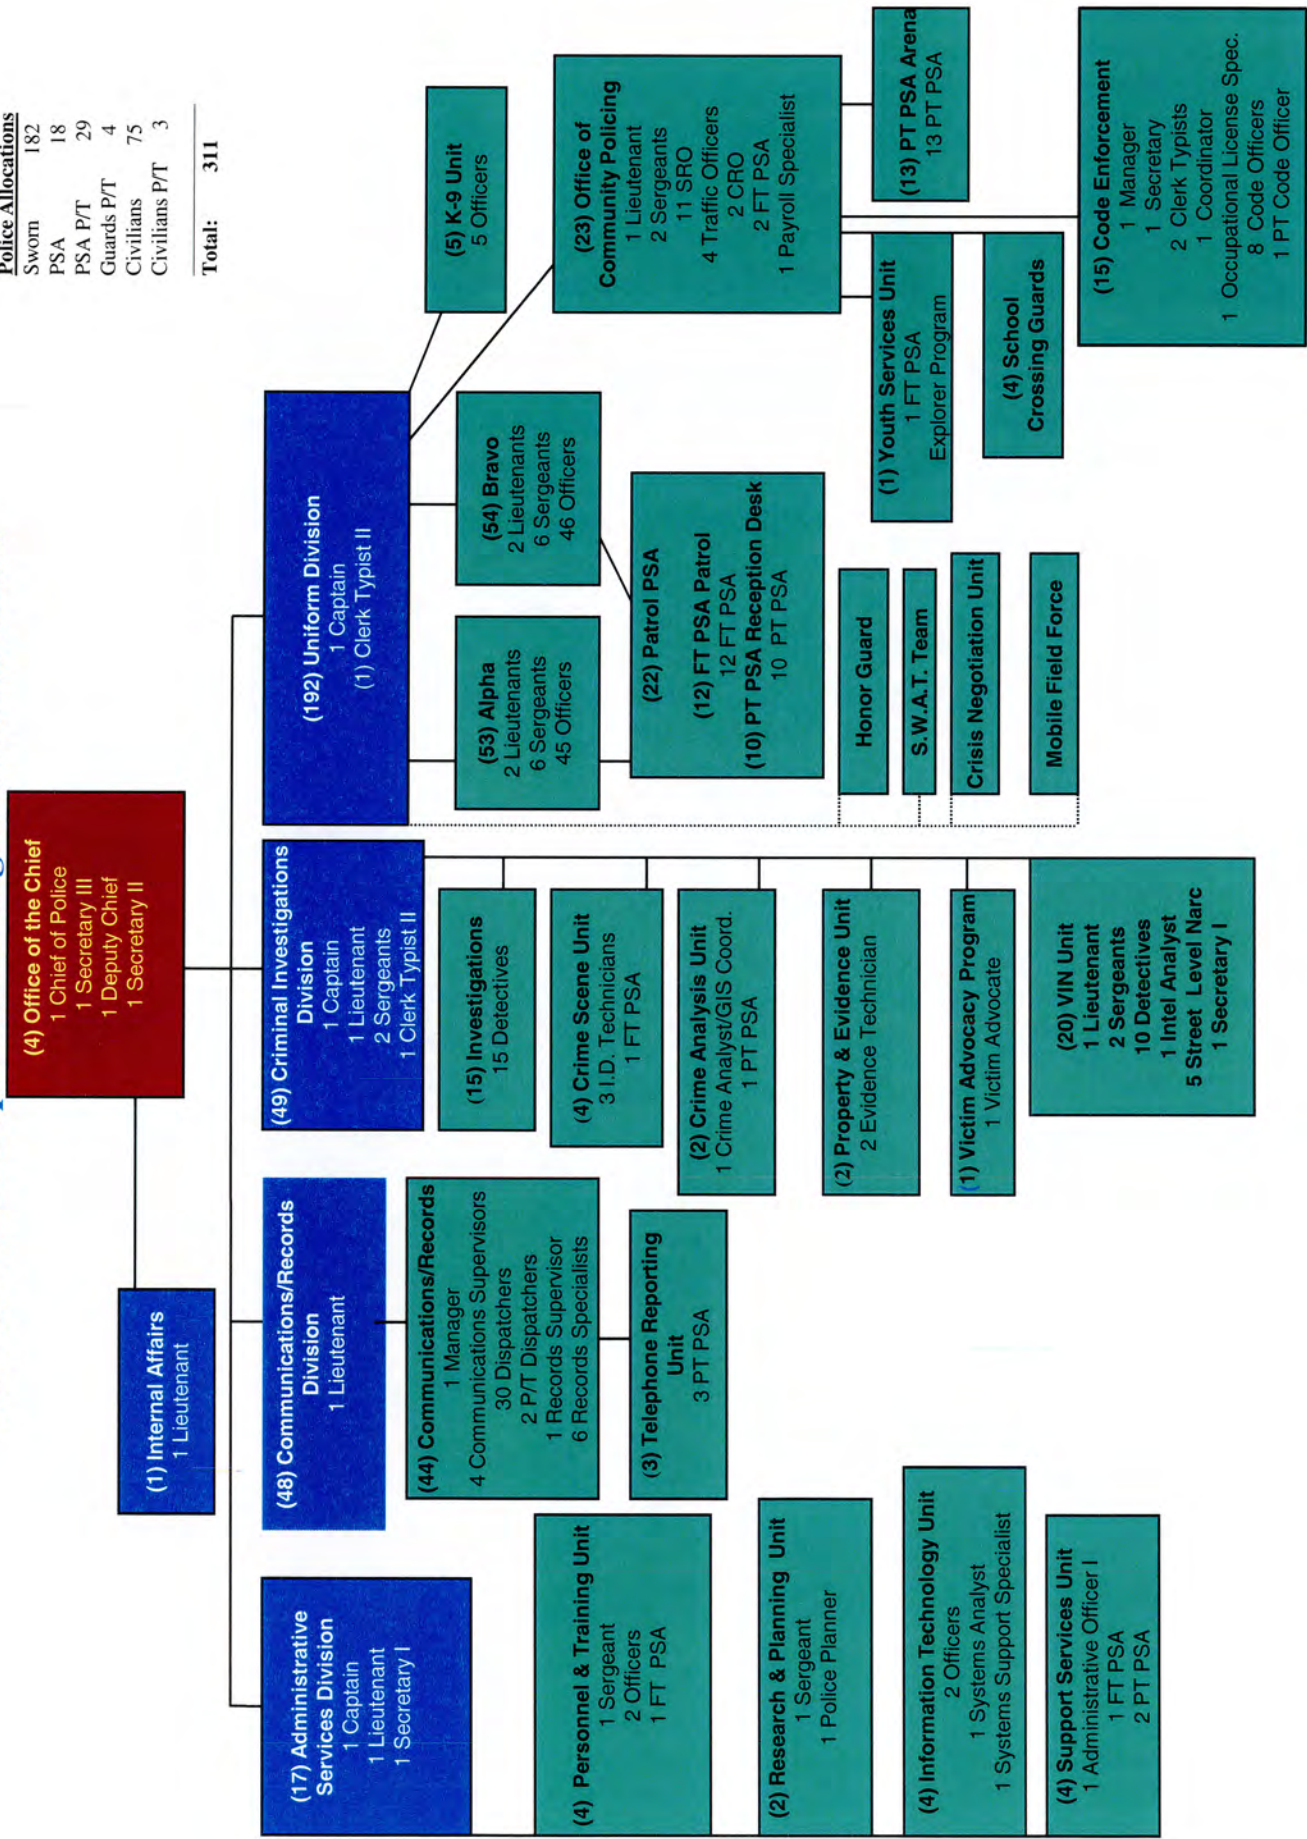 Police Allocations
Sworn 182
PSA 18
PSA P/T 29
Guards P/T 4
Civilians 75
Civilians P/T 3
Total: 311
(4) Office of the Chief
1 Chief of Police
1 Secretary III
1 Deputy Chief
1 Secretary II
(1) Internal Affairs
1 Lieutenant
(17) Administrative
Services Division
1 Captain
1 Lieutenant
1 Secretary I
(4) Personnel & Training Unit
1 Sergeant
2 Officers
1 FT PSA
(2) Research & Planning Unit
1 Sergeant
1 Police Planner
(4) Information Technology Unit
2 Officers
1 Systems Analyst
1 Systems Support Specialist
(4) Support Services Unit
1 Administrative Officer I
1 FT PSA
2 PT PSA
(48) Communications/Records
Division
1 Lieutenant
(44) Communications/Records
1 Manager
4 Communications Supervisors
30 Dispatchers
2 P/T Dispatchers
1 Records Supervisor
6 Records Specialists
(3) Telephone Reporting
Unit
3 PT PSA
(49) Criminal Investigations
Division
1 Captain
1 Lieutenant
2 Sergeants
1 Clerk Typist II
(15) Investigations
15 Detectives
(4) Crime Scene Unit
3 I.D. Technicians
1 FT PSA
(2) Crime Analysis Unit
1 Crime Analyst/GIS Coord.
1 PT PSA
(2) Property & Evidence Unit
2 Evidence Technician
(1) Victim Advocacy Program
1 Victim Advocate
(20) VIN Unit
1 Lieutenant
2 Sergeants
10 Detectives
1 Intel Analyst
5 Street Level Narc
1 Secretary I
(192) Uniform Division
1 Captain
(1) Clerk Typist II
(53) Alpha
2 Lieutenants
6 Sergeants
45 Officers
(54) Bravo
2 Lieutenants
6 Sergeants
46 Officers
(22) Patrol PSA
(12) FT PSA Patrol
12 FT PSA
(10) PT PSA Reception Desk
10 PT PSA
Honor Guard
S.W.A.T. Team
Crisis Negotiation Unit
Mobile Field Force
(5) K-9 Unit
5 Officers
(23) Office of
Community Policing
1 Lieutenant
2 Sergeants
11 SRO
4 Traffic Officers
2 CRO
2 FT PSA
1 Payroll Specialist
(1) Youth Services Unit
1 FT PSA
Explorer Program
(13) PT PSA Arena
13 PT PSA
(4) School
Crossing Guards
(15) Code Enforcement
1 Manager
1 Secretary
2 Clerk Typists
1 Coordinator
1 Occupational License Spec.
8 Code Officers
1 PT Code Officer